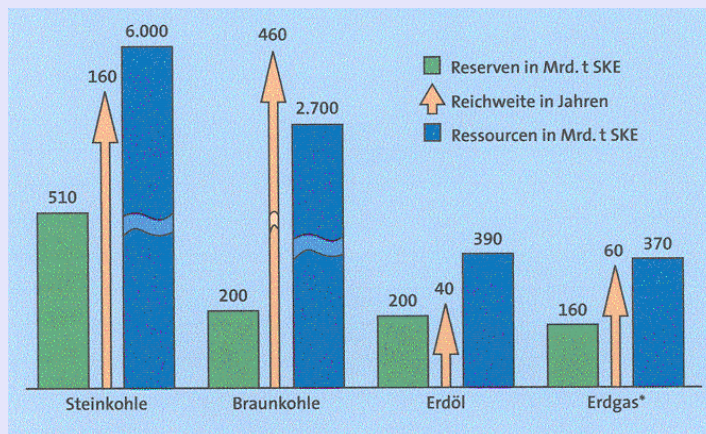 6.000
460
160
2.700
Reserven in Mrd. t SKE
Reichweite in Jahren
Ressourcen in Mrd. t SKE
510
200
200
40
390
160
60
370
Steinkohle
Braunkohle
Erdöl
Erdgas*